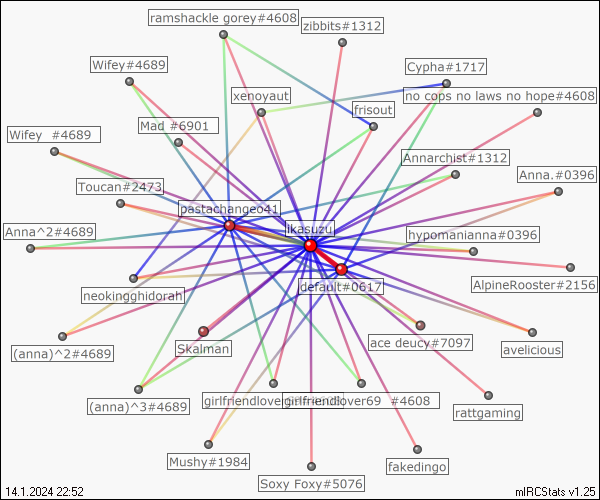 ramshackle gorey#4608
zibbits#1312
Wifey#4689
Cypha#1717
xenoyaut
no cops no laws no hope#4608
frisout
Mad #6901
Wifey #4689
Annarchist#1312
Anna.#0396
Toucan#2473
pastachangeo41
likasuzu
Anna^2#4689
hypomanianna#0396
AlpineRooster#2156
default#0617
neokingghidorah
ace deucy#7097
avelicious
Skalman
(anna)^2#4689
girlfriendlover69 #4608
(anna)^3#4689
rattgaming
Mushy#1984
fakedingo
Soxy Foxy#5076
14.1.2024 22:52
mIRCStats v1.25